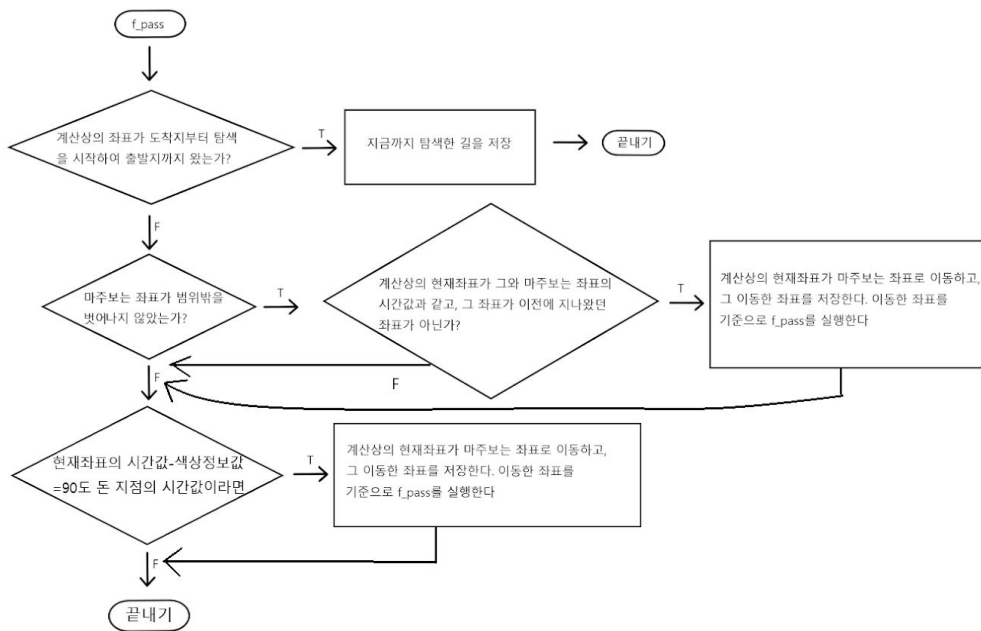 f_pass
계산상의 좌표가 도착지부터 탐색
을 시작하여 출발지까지 왔는가?
T
지금까지 탐색한 길을 저장
끝내기
F
마주보는 좌표가 범위밖을
벗어나지 않았는가?
T
계산상의 현재좌표가 그와 마주보는 좌표의
시간값과 같고, 그 좌표가 이전에 지나왔던
좌표가 아닌가?
T
계산상의 현재좌표가 마주보는 좌표로 이동하고,
그 이동한 좌표를 저장한다. 이동한 좌표를
기준으로 f_pass를 실행한다
F
F
현재좌표의 시간값-색상정보값
=90도 돈 지점의 시간값이라면
T
계산상의 현재좌표가 마주보는 좌표로 이동하고,
그 이동한 좌표를 저장한다. 이동한 좌표를
기준으로 f_pass를 실행한다
F
끝내기